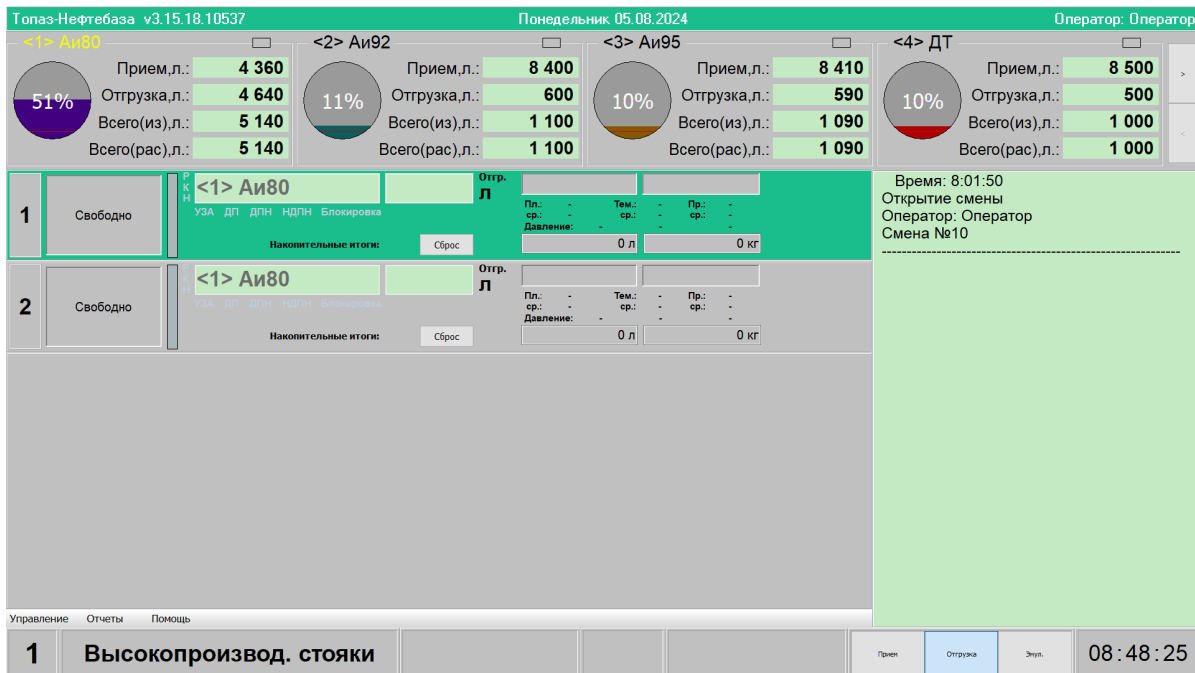 Топаз-Нефтебаза v3.15.18.10537 Понедельник 05.08.2024 Оператор: Оператор
<1> Аи80 <2> Аи92 <3> Аи95 <4> ДТ
51% Прием,л.: 4 360 11% Прием,л.: 8 400 10% Прием,л.: 8 410 10% Прием,л.: 8 500 >
Отгрузка,л.: 4 640 Отгрузка,л.: 600 Отгрузка,л.: 590 Отгрузка,л.: 500
Всего(из),л.: 5 140 Всего(из),л.: 1 100 Всего(из),л.: 1 090 Всего(из),л.: 1 000 <
Всего(рас),л.: 5 140 Всего(рас),л.: 1 100 Всего(рас),л.: 1 090 Всего(рас),л.: 1 000
1 Свободно РКН <1> Аи80 Отгр. Л
УЗА ДП ДПН НДПН Блокировка Пл.: - Тем.: - Пр.: -
ср.: - ср.: - ср.: -
Давление: - - -
Накопительные итоги: Сброс 0 л 0 кг
2 Свободно РКН <1> Аи80 Отгр. Л
УЗА ДП ДПН НДПН Блокировка Пл.: - Тем.: - Пр.: -
ср.: - ср.: - ср.: -
Давление: - - -
Накопительные итоги: Сброс 0 л 0 кг
Время: 8:01:50
Открытие смены
Оператор: Оператор
Смена №10
--------------------------------------------------------------------
Управление Отчеты Помощь
1 Высокопроизвод. стояки Прием Отгрузка Эмул. 08:48:25